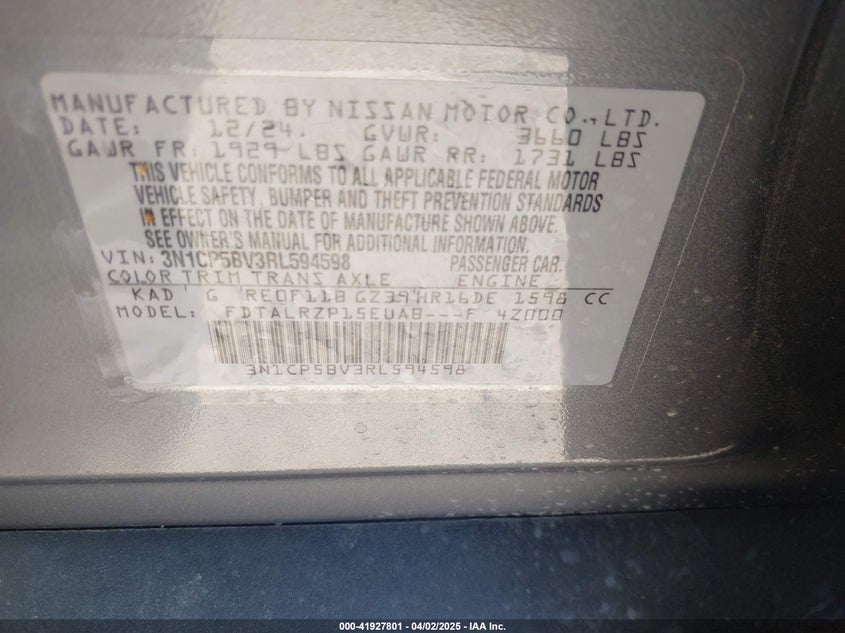 MANUFACTURED BY NISSAN MOTOR CO.,LTD.
DATE: 12/24. GVWR: 3660 LBS
GAWR FR: 1929 LBS GAWR RR: 1731 LBS
THIS VEHICLE CONFORMS TO ALL APPLICABLE FEDERAL MOTOR
VEHICLE SAFETY, BUMPER AND THEFT PREVENTION STANDARDS
IN EFFECT ON THE DATE OF MANUFACTURE SHOWN ABOVE.
SEE OWNER'S MANUAL FOR ADDITIONAL INFORMATION.
VIN: 3N1CP5BV3RL594598 PASSENGER CAR.
COLOR TRIM TRANS AXLE ENGINE
KAD G RE0F11B GZ39 HR16DE 1598 CC
MODEL: FDTALRZP15EUAB---F 4Z000
3N1CP5BV3RL594598
000-41927801 - 04/02/2025 - IAA Inc.